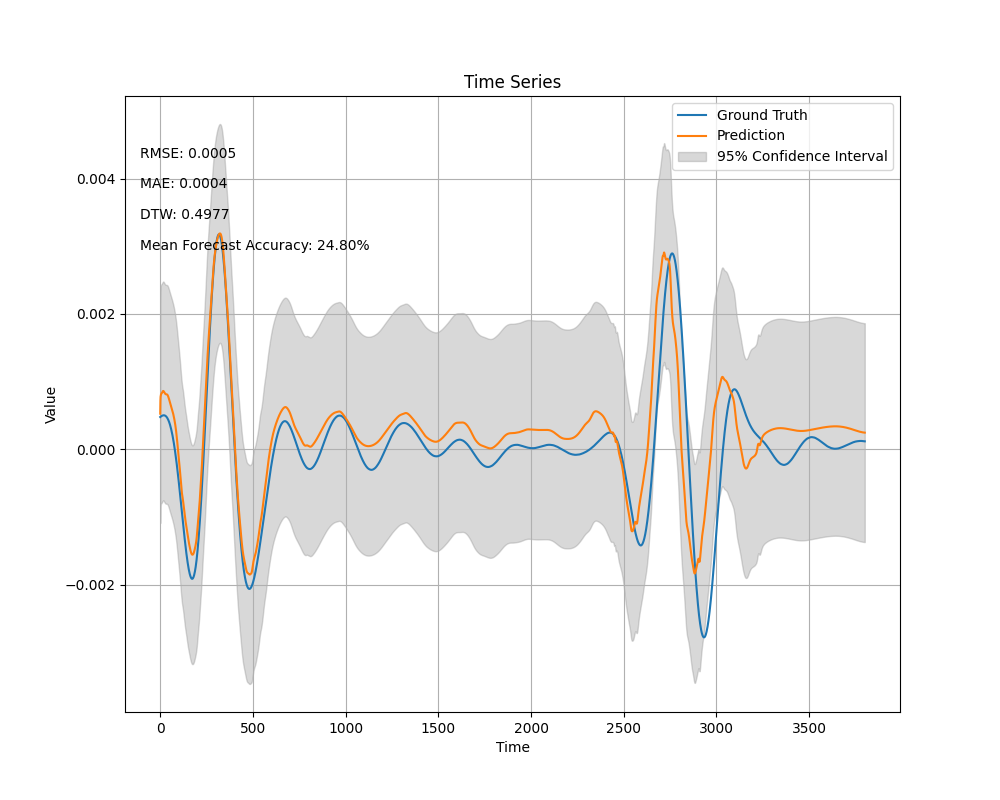 Time Series
Ground Truth
Prediction
95% Confidence Interval
RMSE: 0.0005
MAE: 0.0004
DTW: 0.4977
Mean Forecast Accuracy: 24.80%
0.004
0.002
0.000
−0.002
Value
0 500 1000 1500 2000 2500 3000 3500
Time